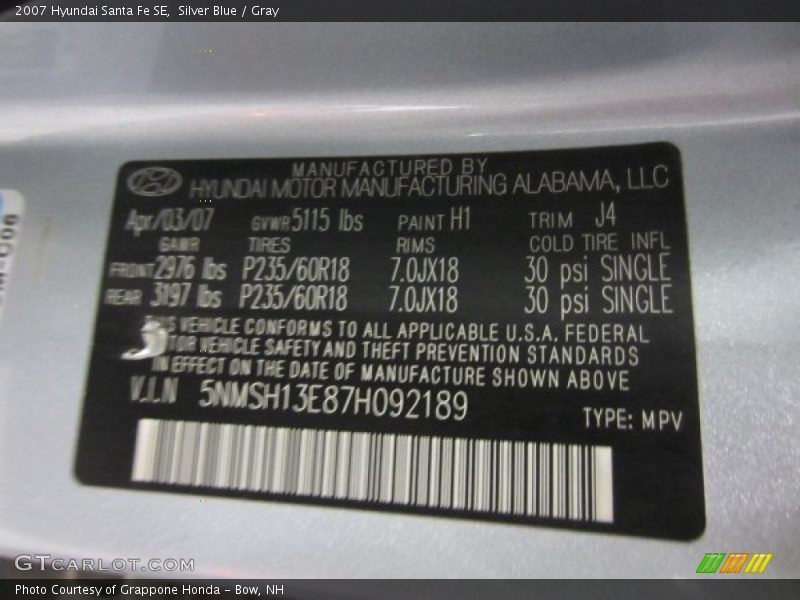 2007 Hyundai Santa Fe SE,  Silver Blue / Gray
MANUFACTURED BY
HYUNDAI MOTOR MANUFACTURING ALABAMA, LLC
Apr/03/07 GVWR 5115 lbs PAINT H1 TRIM J4
GAWR TIRES RIMS COLD TIRE INFL
FRONT 2976 lbs P235/60R18 7.0JX18 30 psi SINGLE
REAR 3197 lbs P235/60R18 7.0JX18 30 psi SINGLE
THIS VEHICLE CONFORMS TO ALL APPLICABLE U.S.A. FEDERAL
MOTOR VEHICLE SAFETY AND THEFT PREVENTION STANDARDS
IN EFFECT ON THE DATE OF MANUFACTURE SHOWN ABOVE
V.I.N 5NMSH13E87H092189
TYPE: MPV
GTcarlot.com
Photo Courtesy of Grappone Honda - Bow, NH